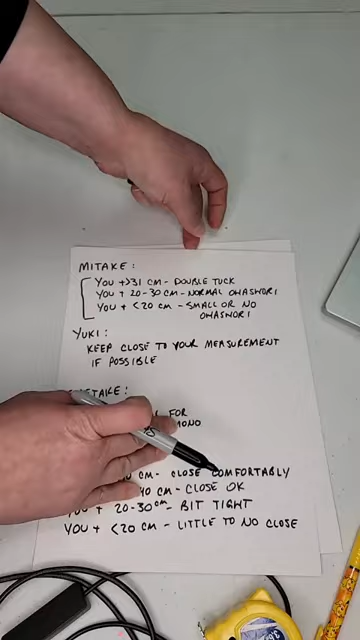 MITAKE:
YOU +>31 CM - DOUBLE TUCK
YOU + 20-30 CM - NORMAL OHASHORI
YOU + <20 CM - SMALL OR NO
OHASHORI
YUKI:
KEEP CLOSE TO YOUR MEASUREMENT
IF POSSIBLE
FOR
CM - CLOSE COMFORTABLY
CM - CLOSE OK
YOU + 20-30 CM - BIT TIGHT
YOU + <20 CM - LITTLE TO NO CLOSE